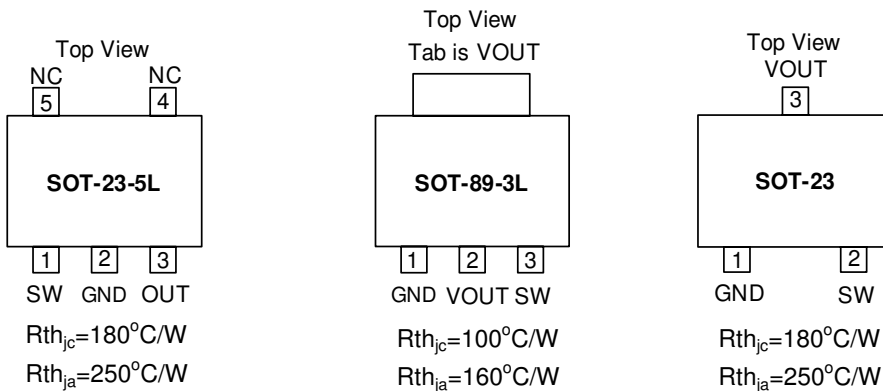 Top View
NC NC
5 4
SOT-23-5L
1 2 3
SW GND OUT
Rthjc=180°C/W
Rthja=250°C/W
Top View
Tab is VOUT
SOT-89-3L
1 2 3
GND VOUT SW
Rthjc=100°C/W
Rthja=160°C/W
Top View
VOUT
3
SOT-23
1 2
GND SW
Rthjc=180°C/W
Rthja=250°C/W